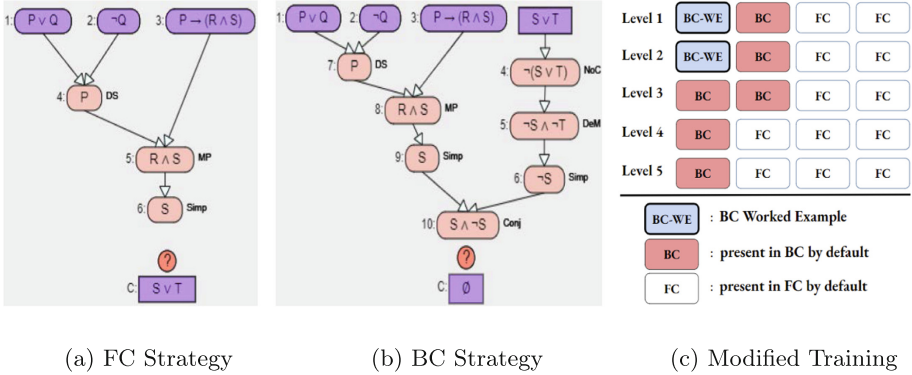 1: P ∨ Q 2: ¬Q 3: P → (R ∧ S)
4: P DS
5: R ∧ S MP
6: S Simp
?
C: S ∨ T
(a) FC Strategy
1: P ∨ Q 2: ¬Q 3: P → (R ∧ S) S ∨ T
7: P DS 4: ¬(S ∨ T) NoC
8: R ∧ S MP 5: ¬S ∧ ¬T DeM
9: S Simp 6: ¬S Simp
10: S ∧ ¬S Conj
?
C: Ø
(b) BC Strategy
Level 1 BC-WE BC FC FC
Level 2 BC-WE BC FC FC
Level 3 BC BC FC FC
Level 4 BC FC FC FC
Level 5 BC FC FC FC
BC-WE : BC Worked Example
BC : present in BC by default
FC : present in FC by default
(c) Modified Training